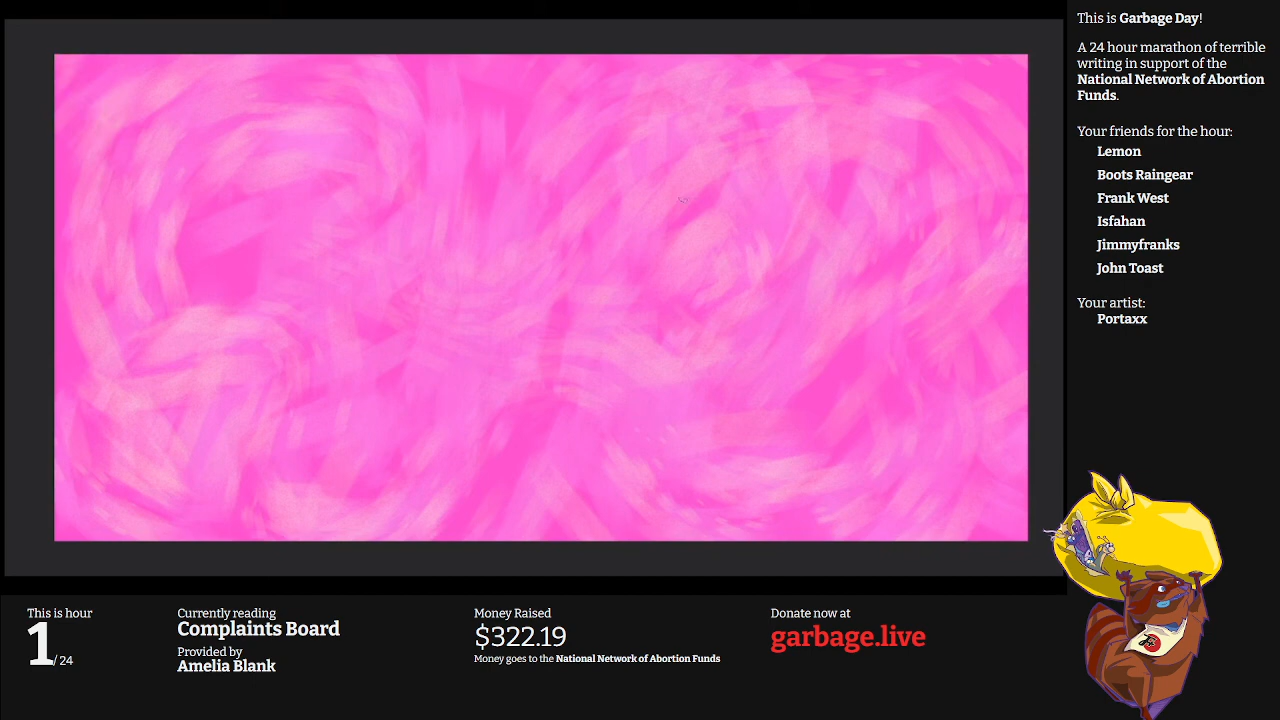 This is Garbage Day!
A 24 hour marathon of terrible
writing in support of the
National Network of Abortion
Funds.
Your friends for the hour:
Lemon
Boots Raingear
Frank West
Isfahan
Jimmyfranks
John Toast
Your artist:
Portaxx
This is hour
1/ 24
Currently reading
Complaints Board
Provided by
Amelia Blank
Money Raised
$322.19
Money goes to the National Network of Abortion Funds
Donate now at
garbage.live